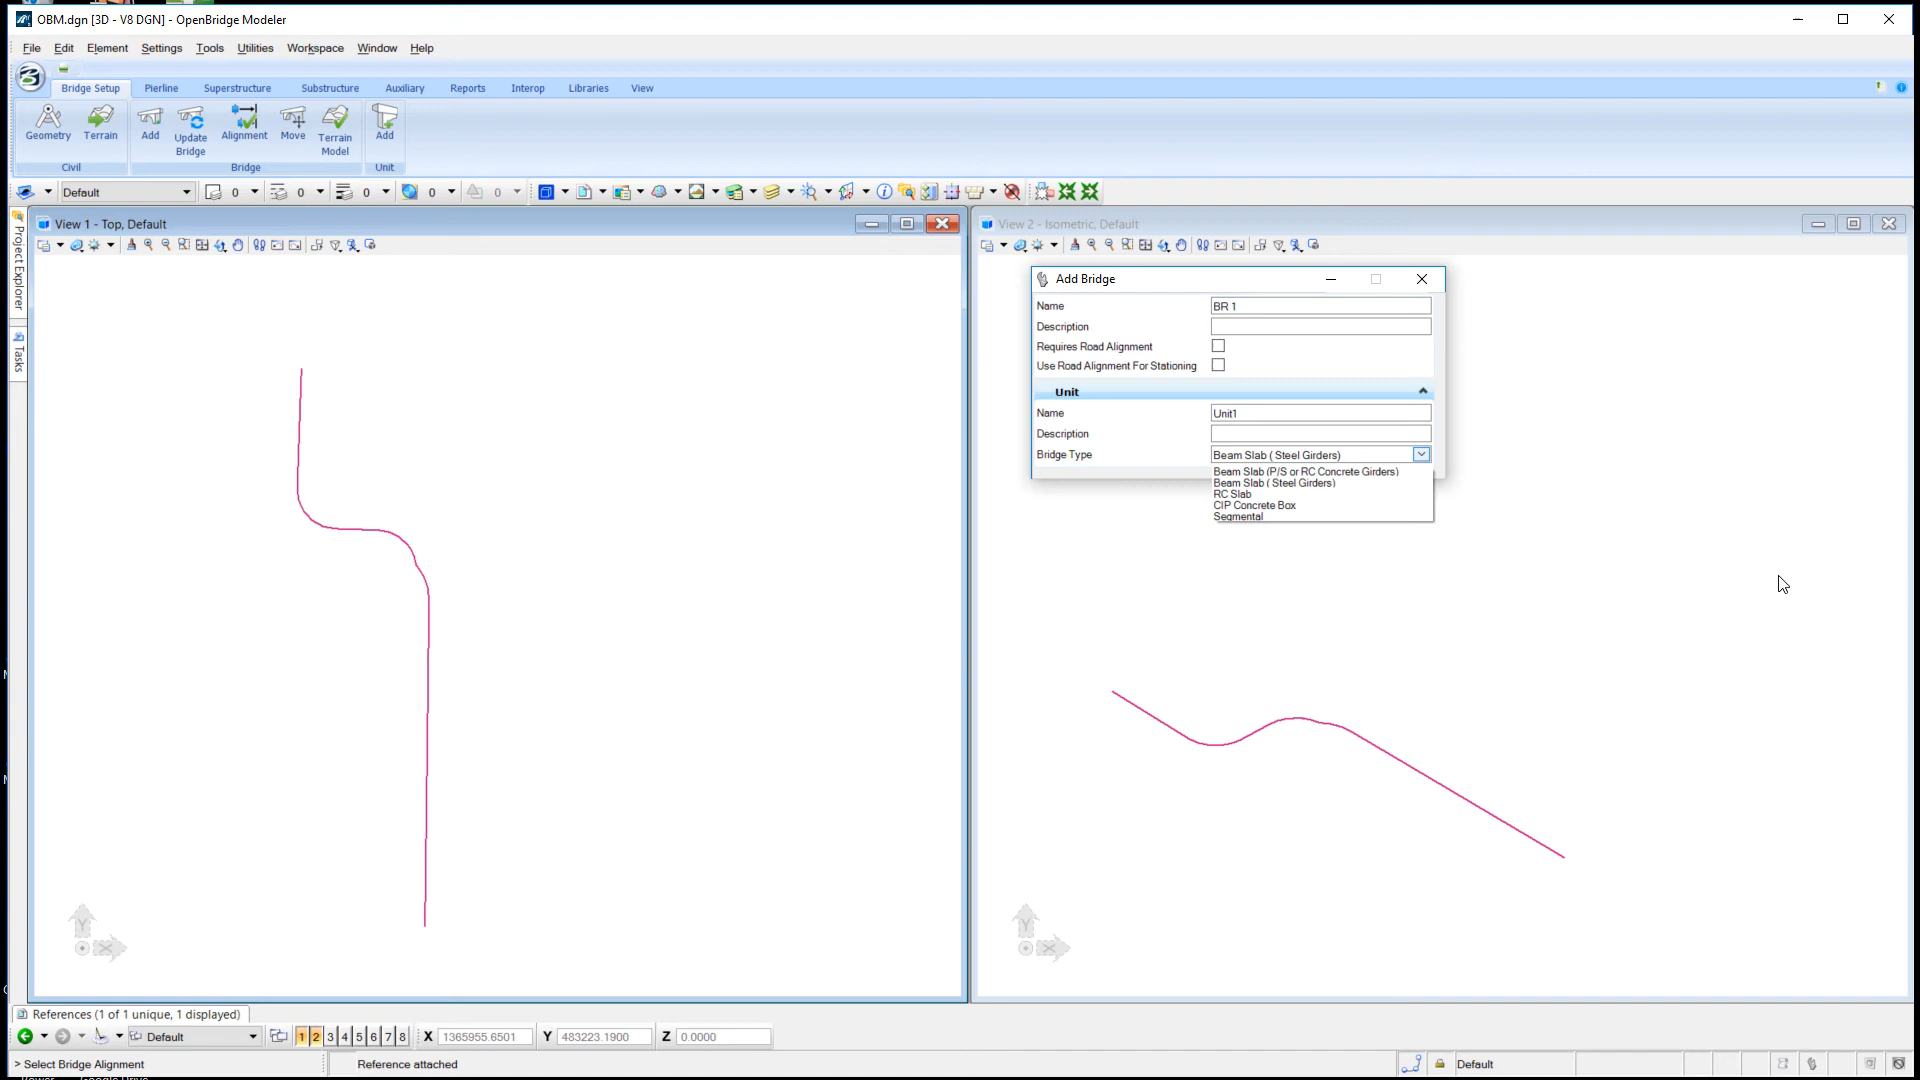 OBM.dgn [3D - V8 DGN] - OpenBridge Modeler
File Edit Element Settings Tools Utilities Workspace Window Help
Bridge Setup Pierline Superstructure Substructure Auxiliary Reports Interop Libraries View
Geometry Terrain Add Update Bridge Alignment Move Terrain Model Add
Civil Bridge Unit
Default 0 0 0 0 0
Project Explorer
Tasks
View 1 - Top, Default
View 2 - Isometric, Default
Add Bridge
Name BR 1
Description
Requires Road Alignment
Use Road Alignment For Stationing
Unit
Name Unit1
Description
Bridge Type Beam Slab ( Steel Girders)
Beam Slab (P/S or RC Concrete Girders)
Beam Slab ( Steel Girders)
RC Slab
CIP Concrete Box
Segmental
Y
X
Y
X
References (1 of 1 unique, 1 displayed)
Default 1 2 3 4 5 6 7 8 X 1365955.6501 Y 483223.1900 Z 0.0000
> Select Bridge Alignment Reference attached Default